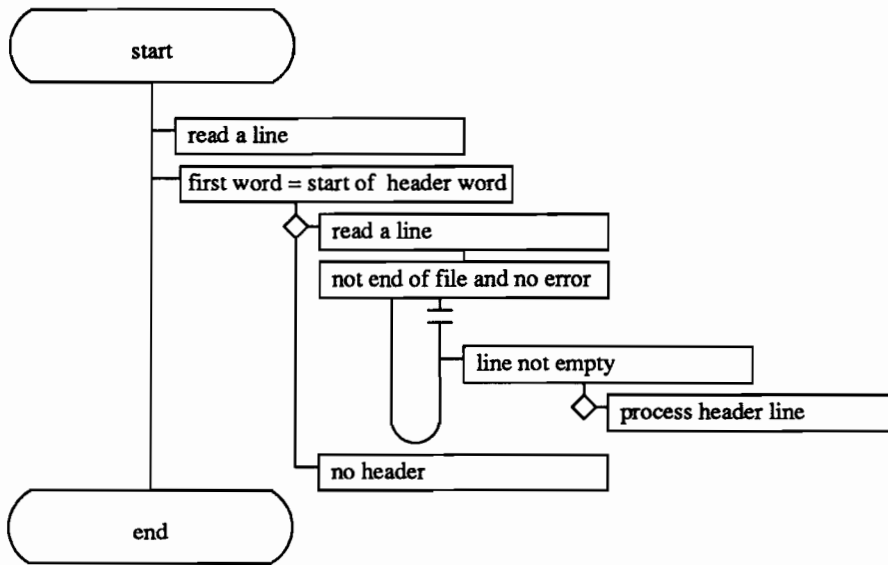 start
read a line
first word = start of header word
read a line
not end of file and no error
line not empty
process header line
no header
end